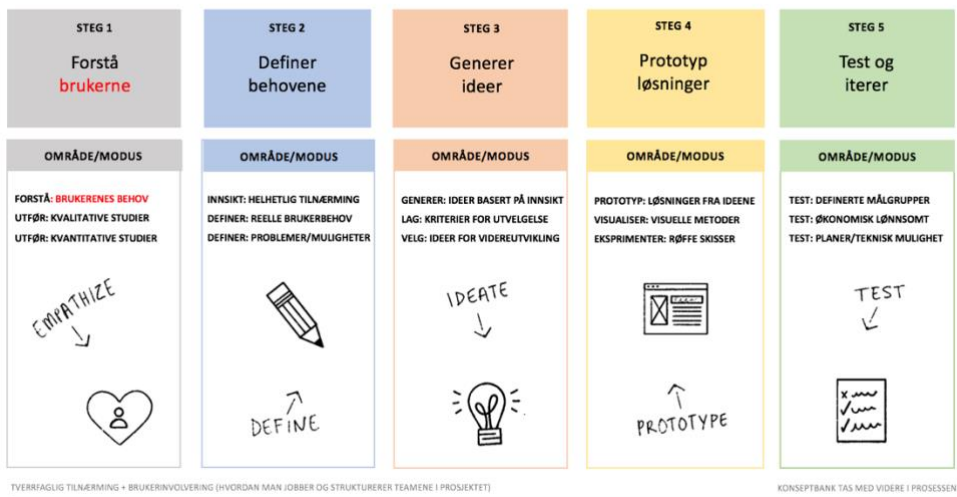 STEG 1
Forstå
brukerne
STEG 2
Definer
behovene
STEG 3
Generer
ideer
STEG 4
Prototyp
løsninger
STEG 5
Test og
iterer
OMRÅDE/MODUS
FORSTÅ: BRUKERENES BEHOV
UTFØR: KVALITATIVE STUDIER
UTFØR: KVANTITATIVE STUDIER
EMPATHIZE
OMRÅDE/MODUS
INNSIKT: HELHETLIG TILNÆRMING
DEFINER: REELLE BRUKERBEHOV
DEFINER: PROBLEMER/MULIGHETER
DEFINE
OMRÅDE/MODUS
GENERER: IDEER BASERT PÅ INNSIKT
LAG: KRITERIER FOR UTVELGELSE
VELG: IDEER FOR VIDEREUTVIKLING
IDEATE
OMRÅDE/MODUS
PROTOTYP: LØSNINGER FRA IDEENE
VISUALISER: VISUELLE METODER
EKSPRIMENTER: RØFFE SKISSER
PROTOTYPE
OMRÅDE/MODUS
TEST: DEFINERTE MÅLGRUPPER
TEST: ØKONOMISK LØNNSOMT
TEST: PLANER/TEKNISK MULIGHET
TEST
TVERRFAGLIG TILNÆRMING + BRUKERINVOLVERING (HVORDAN MAN JOBBER OG STRUKTURERER TEAMENE I PROSJEKTET)
KONSEPTBANK TAS MED VIDERE I PROSESSEN